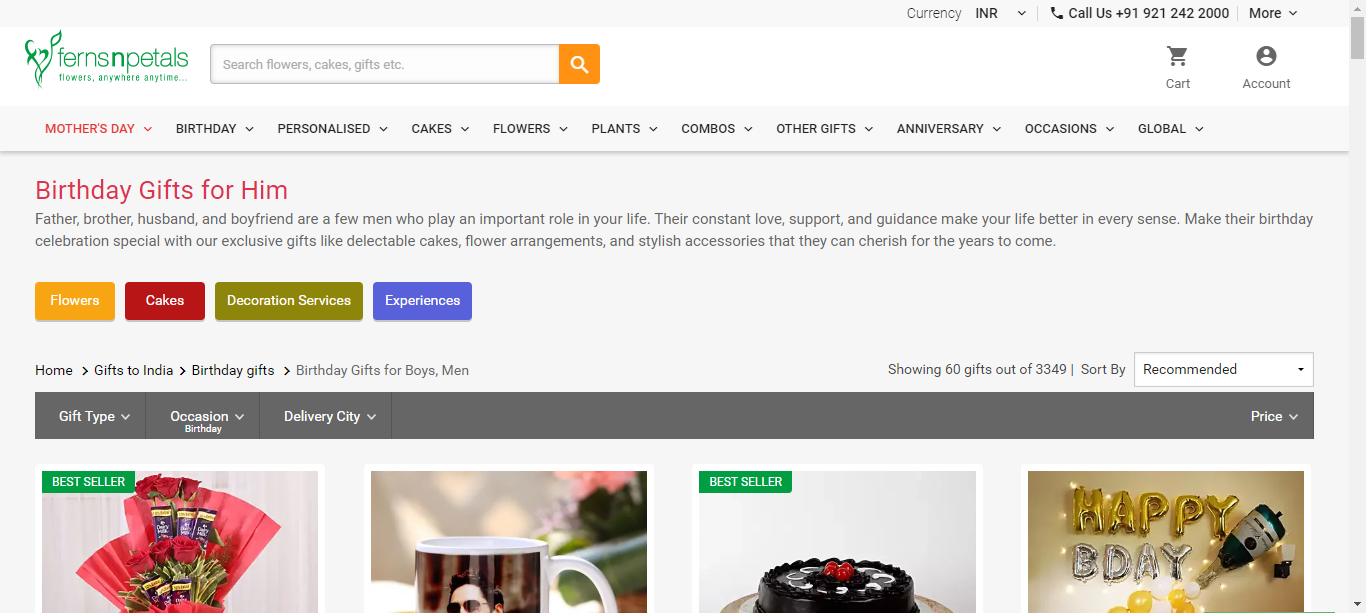 Currency INR Call Us +91 921 242 2000 More
fernsnpetals
flowers, anywhere anytime...
Search flowers, cakes, gifts etc.
Cart Account
MOTHER'S DAY BIRTHDAY PERSONALISED CAKES FLOWERS PLANTS COMBOS OTHER GIFTS ANNIVERSARY OCCASIONS GLOBAL
Birthday Gifts for Him
Father, brother, husband, and boyfriend are a few men who play an important role in your life. Their constant love, support, and guidance make your life better in every sense. Make their birthday
celebration special with our exclusive gifts like delectable cakes, flower arrangements, and stylish accessories that they can cherish for the years to come.
Flowers Cakes Decoration Services Experiences
Home Gifts to India Birthday gifts Birthday Gifts for Boys, Men
Showing 60 gifts out of 3349 | Sort By Recommended
Gift Type Occasion Delivery City Price
Birthday
BEST SELLER BEST SELLER
Dairy Milk
HAPPY
BDAY